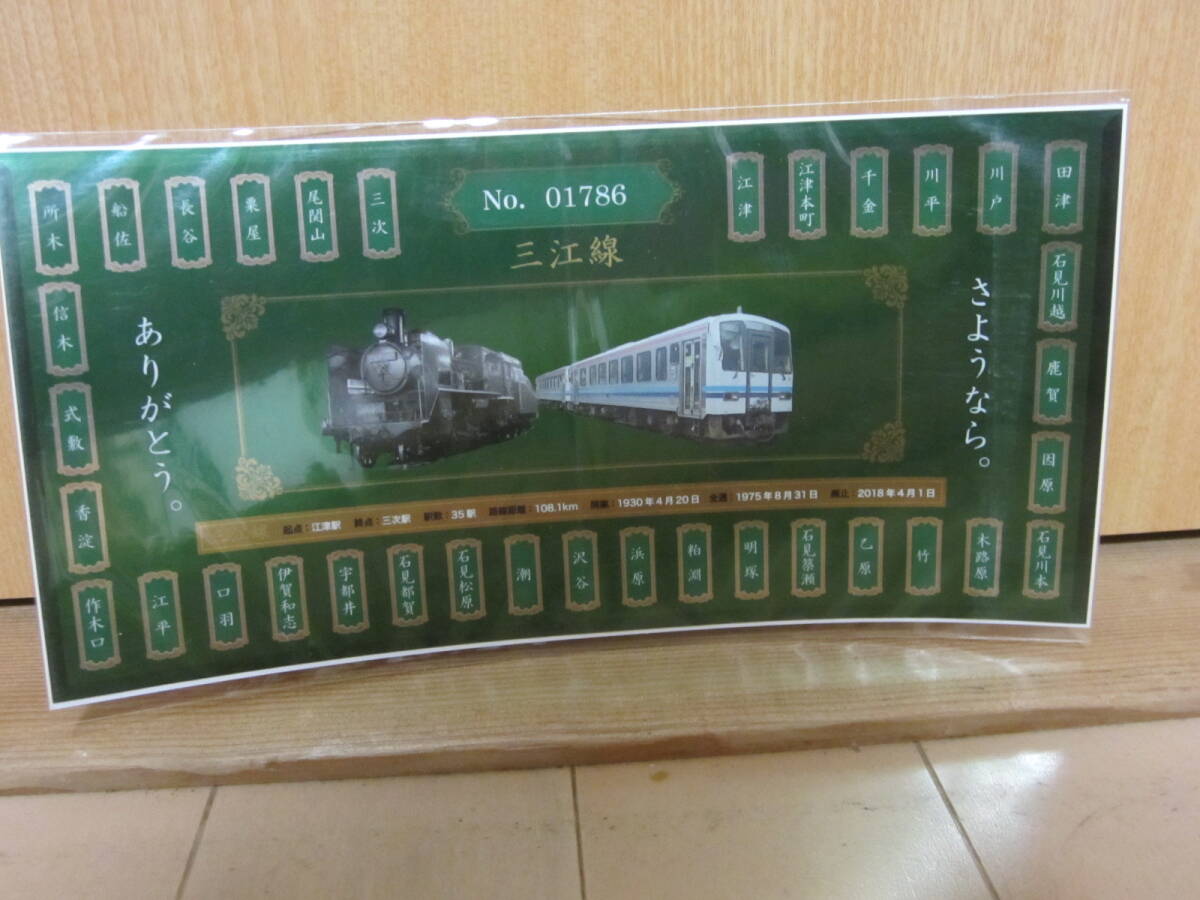 No. 01786
三江線
さようなら。
ありがとう。
起点：江津駅 終点：三次駅 駅数：35駅 路線距離：108.1km 開業：1930年4月20日 全通：1975年8月31日 廃止：2018年4月1日
江津
江津本町
千金
川平
川戸
田津
石見川越
鹿賀
因原
石見川本
木路原
竹
乙原
石見簗瀬
明塚
粕淵
浜原
沢谷
潮
石見松原
石見都賀
宇都井
伊賀和志
口羽
江平
作木口
香淀
式敷
信木
所木
船佐
長谷
粟屋
尾関山
三次